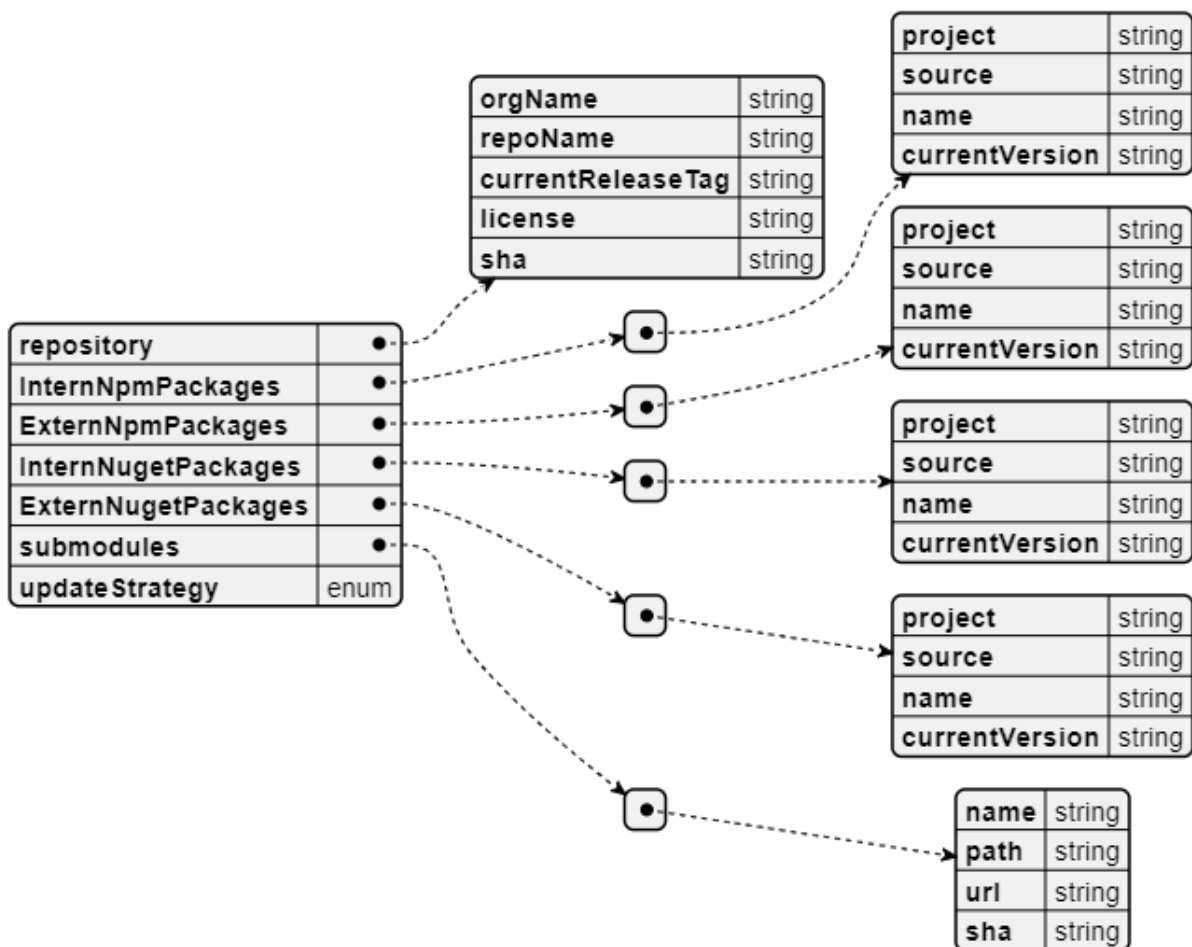 project string
source string
name string
currentVersion string
orgName string
repoName string
currentReleaseTag string
license string
sha string
project string
source string
name string
currentVersion string
repository
InternNpmPackages
ExternNpmPackages
InternNugetPackages
ExternNugetPackages
submodules
updateStrategy enum
project string
source string
name string
currentVersion string
project string
source string
name string
currentVersion string
name string
path string
url string
sha string